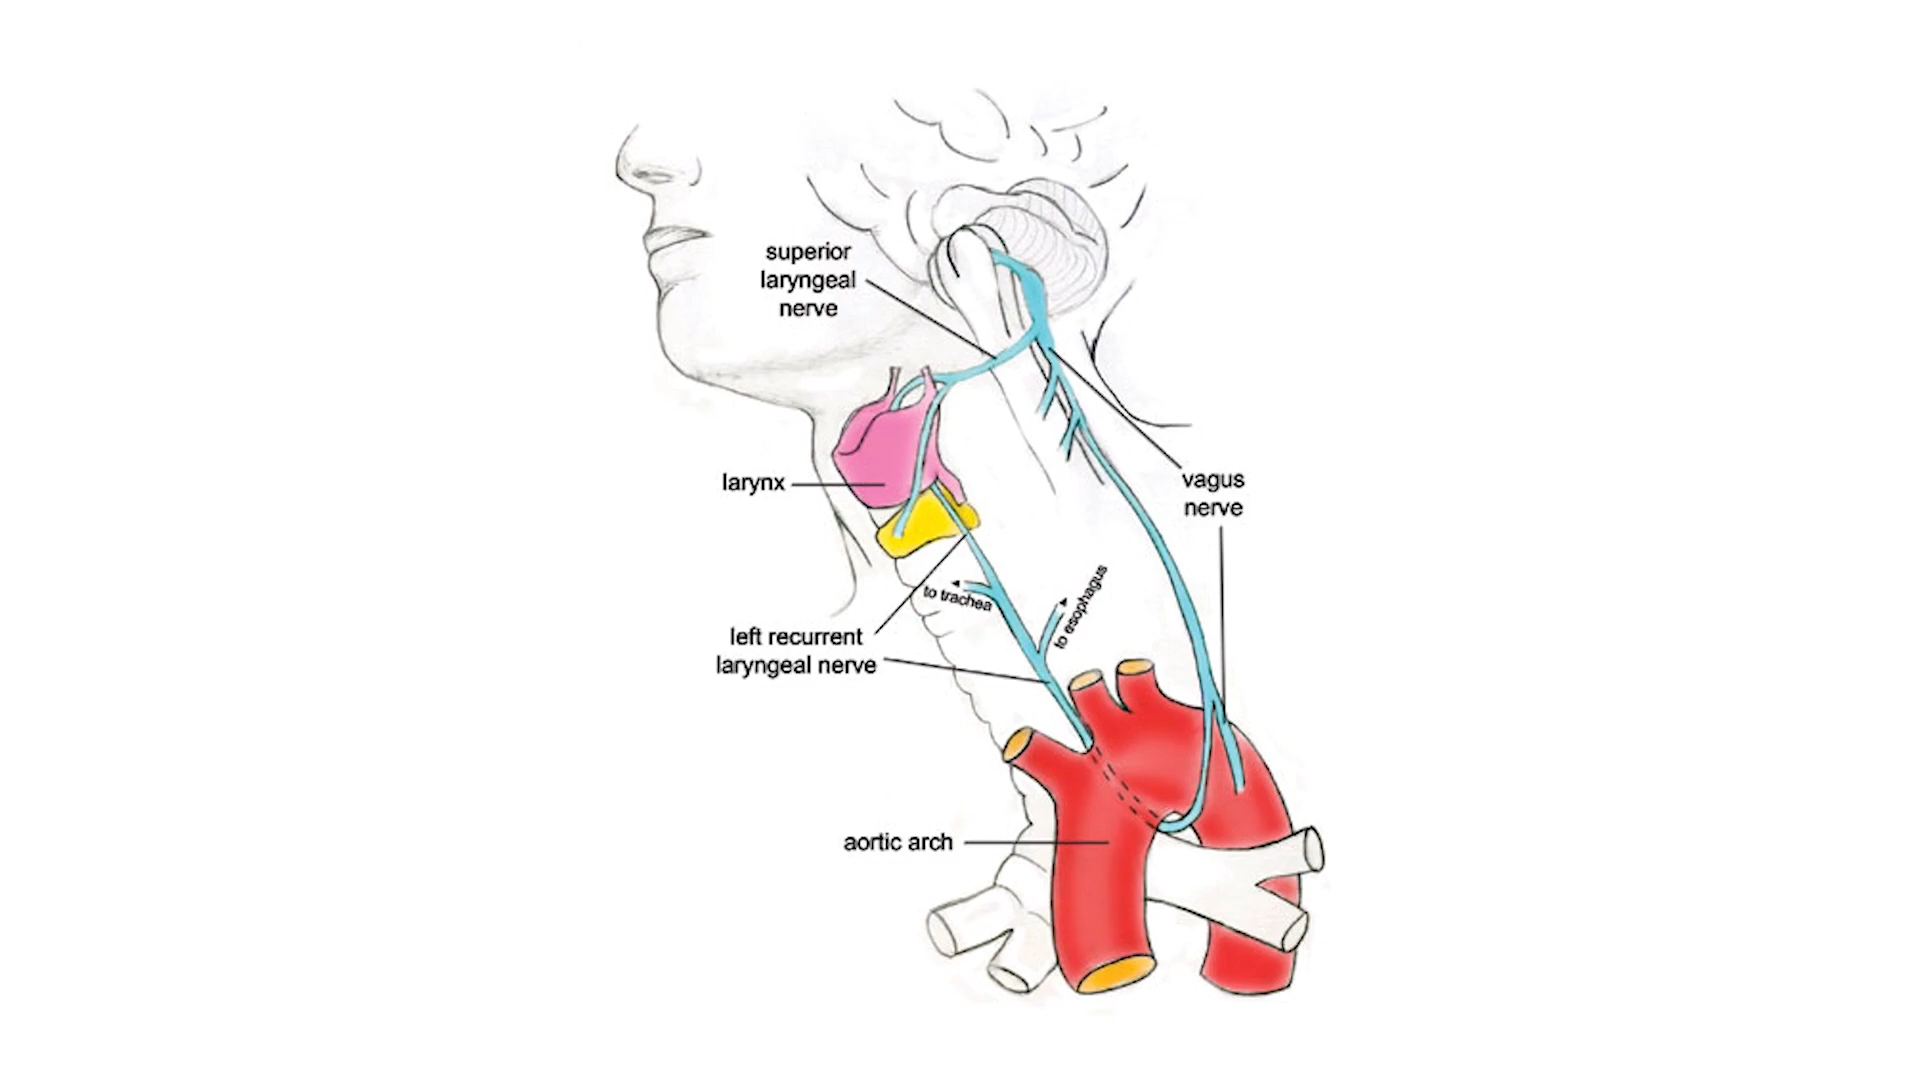 superior
laryngeal
nerve
larynx
vagus
nerve
to trachea
to esophagus
left recurrent
laryngeal nerve
aortic arch